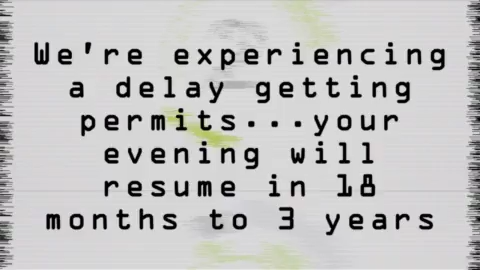 We're experiencing
a delay getting
permits...your
evening will
resume in 18
months to 3 years